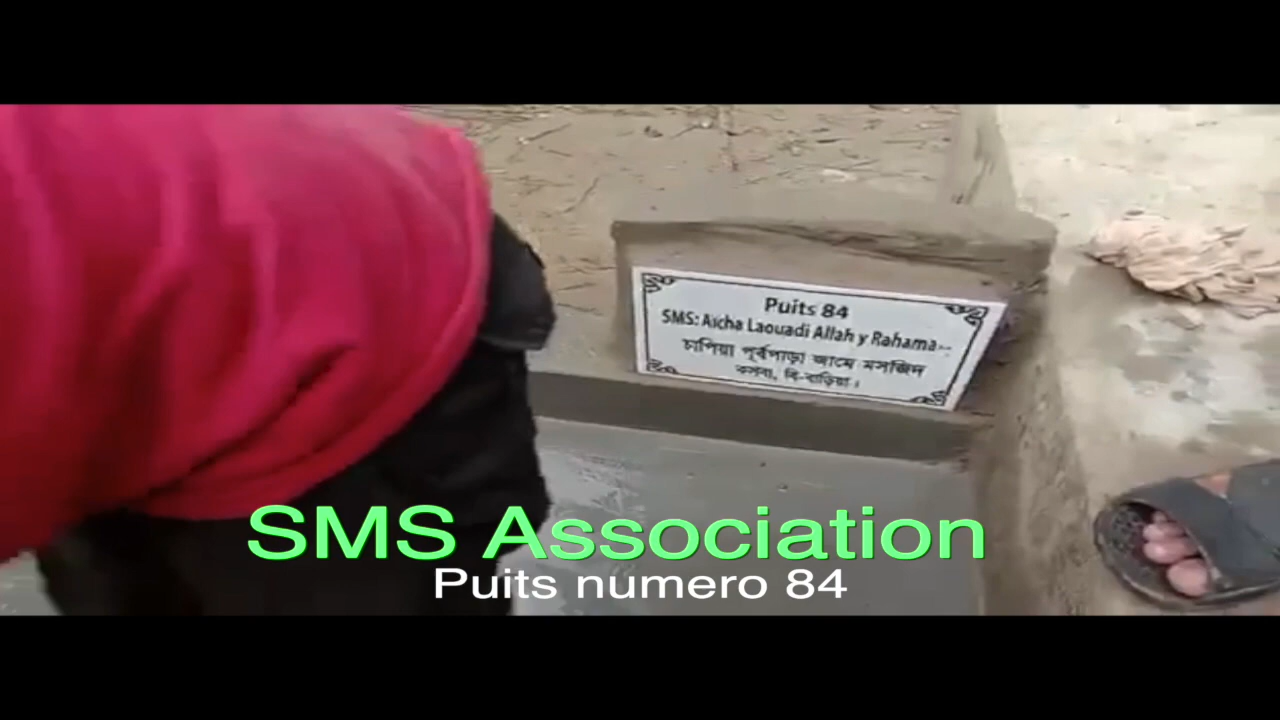 Puits 84
SMS: Aicha Laouadi Allah y Rahama--
চাপিয়া পূর্বপাড়া জামে মসজিদ
কসবা, বি-বাড়িয়া।
SMS Association
Puits numero 84